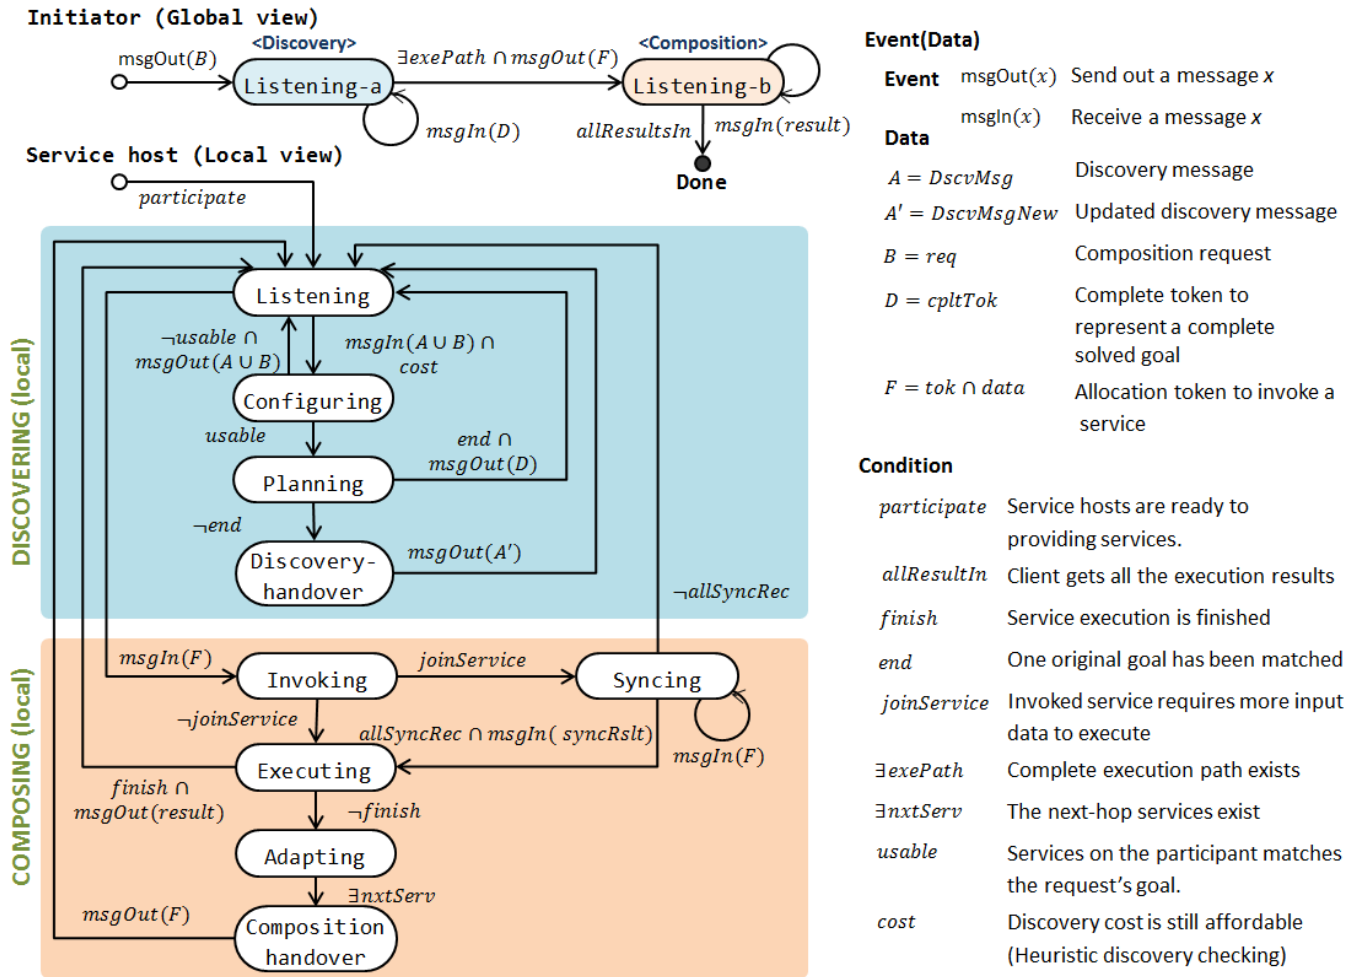 Initiator (Global view)
<Discovery>
<Composition>
msgOut(B)
∃exePath ∩ msgOut(F)
Listening-a
Listening-b
msgIn(D)
allResultsIn
msgIn(result)
Done
Service host (Local view)
participate
DISCOVERING (local)
Listening
¬usable ∩
msgOut(A ∪ B)
msgIn(A ∪ B) ∩
cost
Configuring
usable
end ∩
msgOut(D)
Planning
¬end
Discovery-
handover
msgOut(A′)
¬allSyncRec
COMPOSING (local)
msgIn(F)
Invoking
joinService
Syncing
¬joinService
allSyncRec ∩ msgIn( syncRslt)
msgIn(F)
Executing
finish ∩
msgOut(result)
¬finish
Adapting
∃nxtServ
msgOut(F)
Composition
handover
Event(Data)
Event msgOut(x) Send out a message x
msgIn(x) Receive a message x
Data
A = DscvMsg Discovery message
A′ = DscvMsgNew Updated discovery message
B = req Composition request
D = cpltTok Complete token to
represent a complete
solved goal
F = tok ∩ data Allocation token to invoke a
service
Condition
participate Service hosts are ready to
providing services.
allResultIn Client gets all the execution results
finish Service execution is finished
end One original goal has been matched
joinService Invoked service requires more input
data to execute
∃exePath Complete execution path exists
∃nxtServ The next-hop services exist
usable Services on the participant matches
the request's goal.
cost Discovery cost is still affordable
(Heuristic discovery checking)